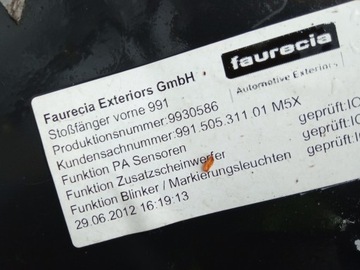 faurecia
Automotive Exteriors
Faurecia Exteriors GmbH
Stoßfänger vorne 991
Produktionsnummer:9930586
Kundensachnummer:991.505.311.01 M5X
Funktion PA Sensoren geprüft:IO
Funktion Zusatzscheinwerfer geprüft:IO
Funktion Blinker / Markierungsleuchten geprüft:IO
29.06.2012 16:19:13